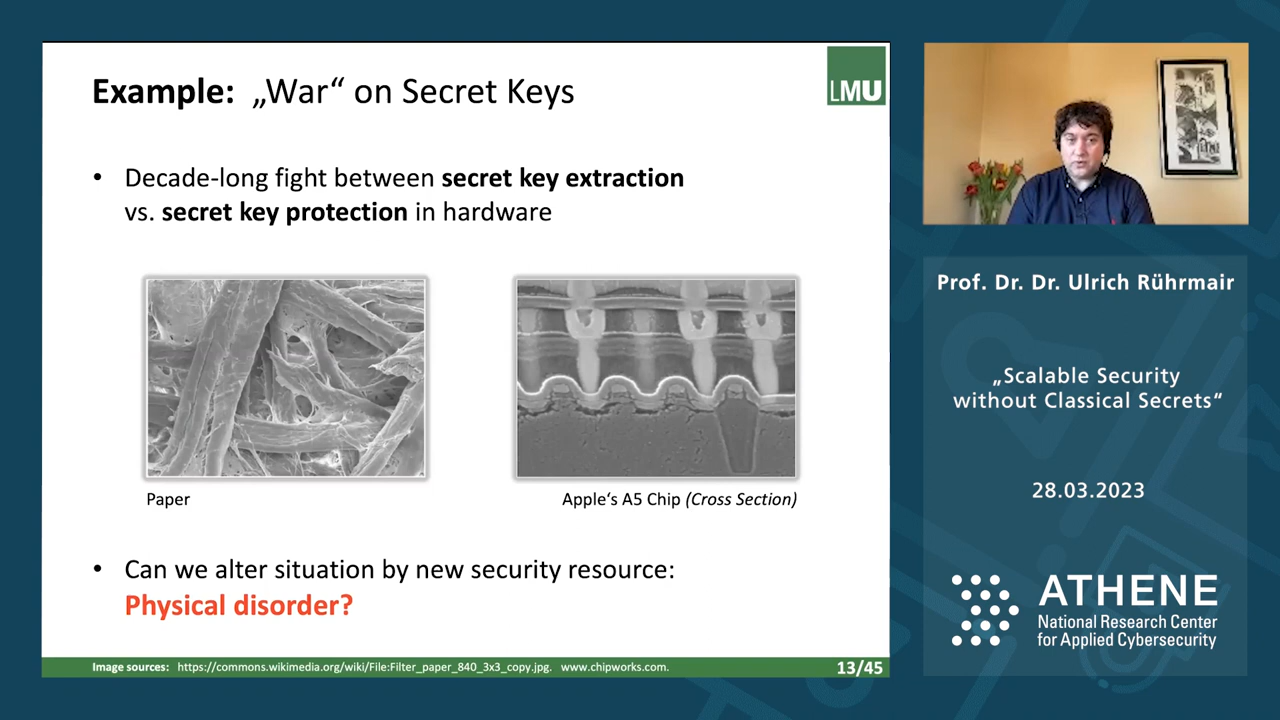 Example: „War“ on Secret Keys
LMU
• Decade-long fight between secret key extraction
vs. secret key protection in hardware
Paper
Apple‘s A5 Chip (Cross Section)
• Can we alter situation by new security resource:
Physical disorder?
Image sources: https://commons.wikimedia.org/wiki/File:Filter_paper_840_3x3_copy.jpg. www.chipworks.com.
13/45
Prof. Dr. Dr. Ulrich Rührmair
„Scalable Security
without Classical Secrets“
28.03.2023
ATHENE
National Research Center
for Applied Cybersecurity